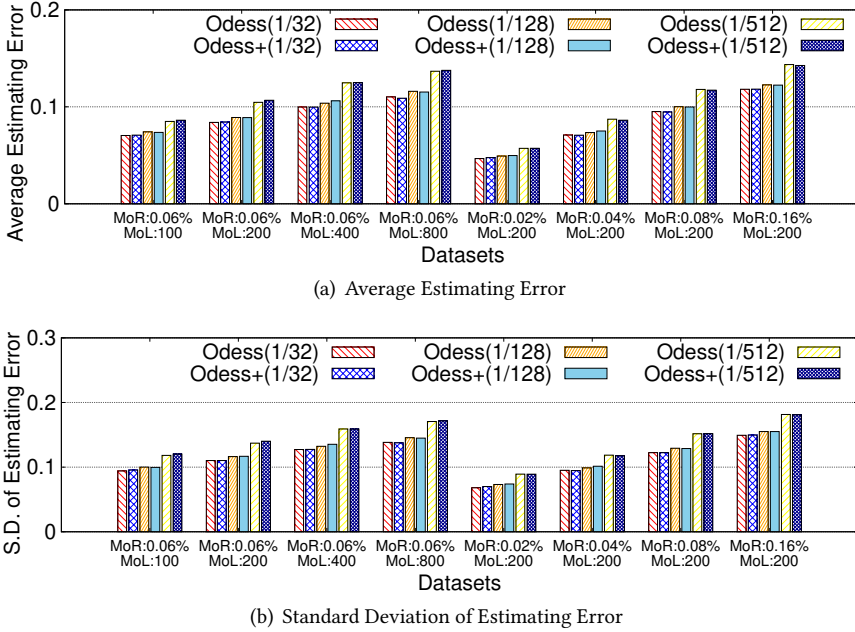 0.2
Odess(1/32) Odess(1/128) Odess(1/512)
Odess+(1/32) Odess+(1/128) Odess+(1/512)
0.1
0
Average Estimating Error
MoR:0.06% MoR:0.06% MoR:0.06% MoR:0.06% MoR:0.02% MoR:0.04% MoR:0.08% MoR:0.16%
MoL:100 MoL:200 MoL:400 MoL:800 MoL:200 MoL:200 MoL:200 MoL:200
Datasets
(a) Average Estimating Error
0.3
Odess(1/32) Odess(1/128) Odess(1/512)
Odess+(1/32) Odess+(1/128) Odess+(1/512)
0.2
0.1
0
S.D. of Estimating Error
MoR:0.06% MoR:0.06% MoR:0.06% MoR:0.06% MoR:0.02% MoR:0.04% MoR:0.08% MoR:0.16%
MoL:100 MoL:200 MoL:400 MoL:800 MoL:200 MoL:200 MoL:200 MoL:200
Datasets
(b) Standard Deviation of Estimating Error